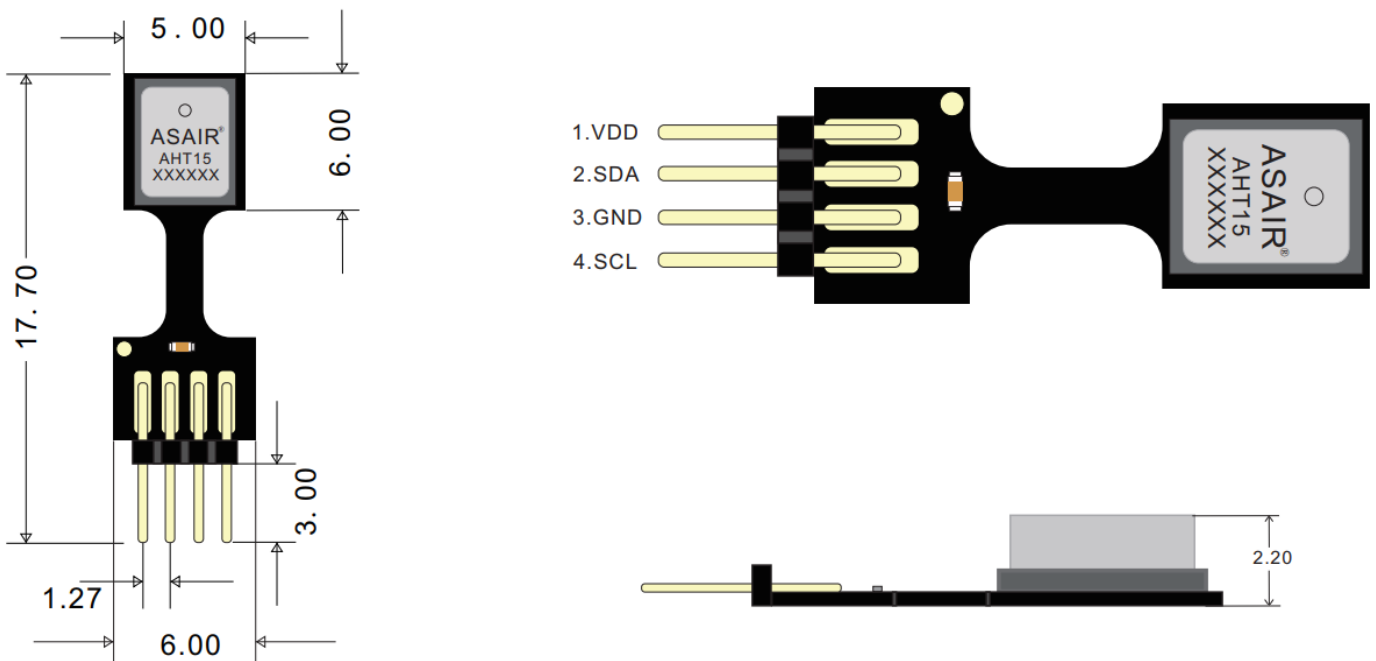 5.00
17.70
ASAIR®
AHT15
XXXXXX
6.00
3.00
1.27
6.00
1.VDD
2.SDA
3.GND
4.SCL
ASAIR®
AHT15
XXXXXX
2.20